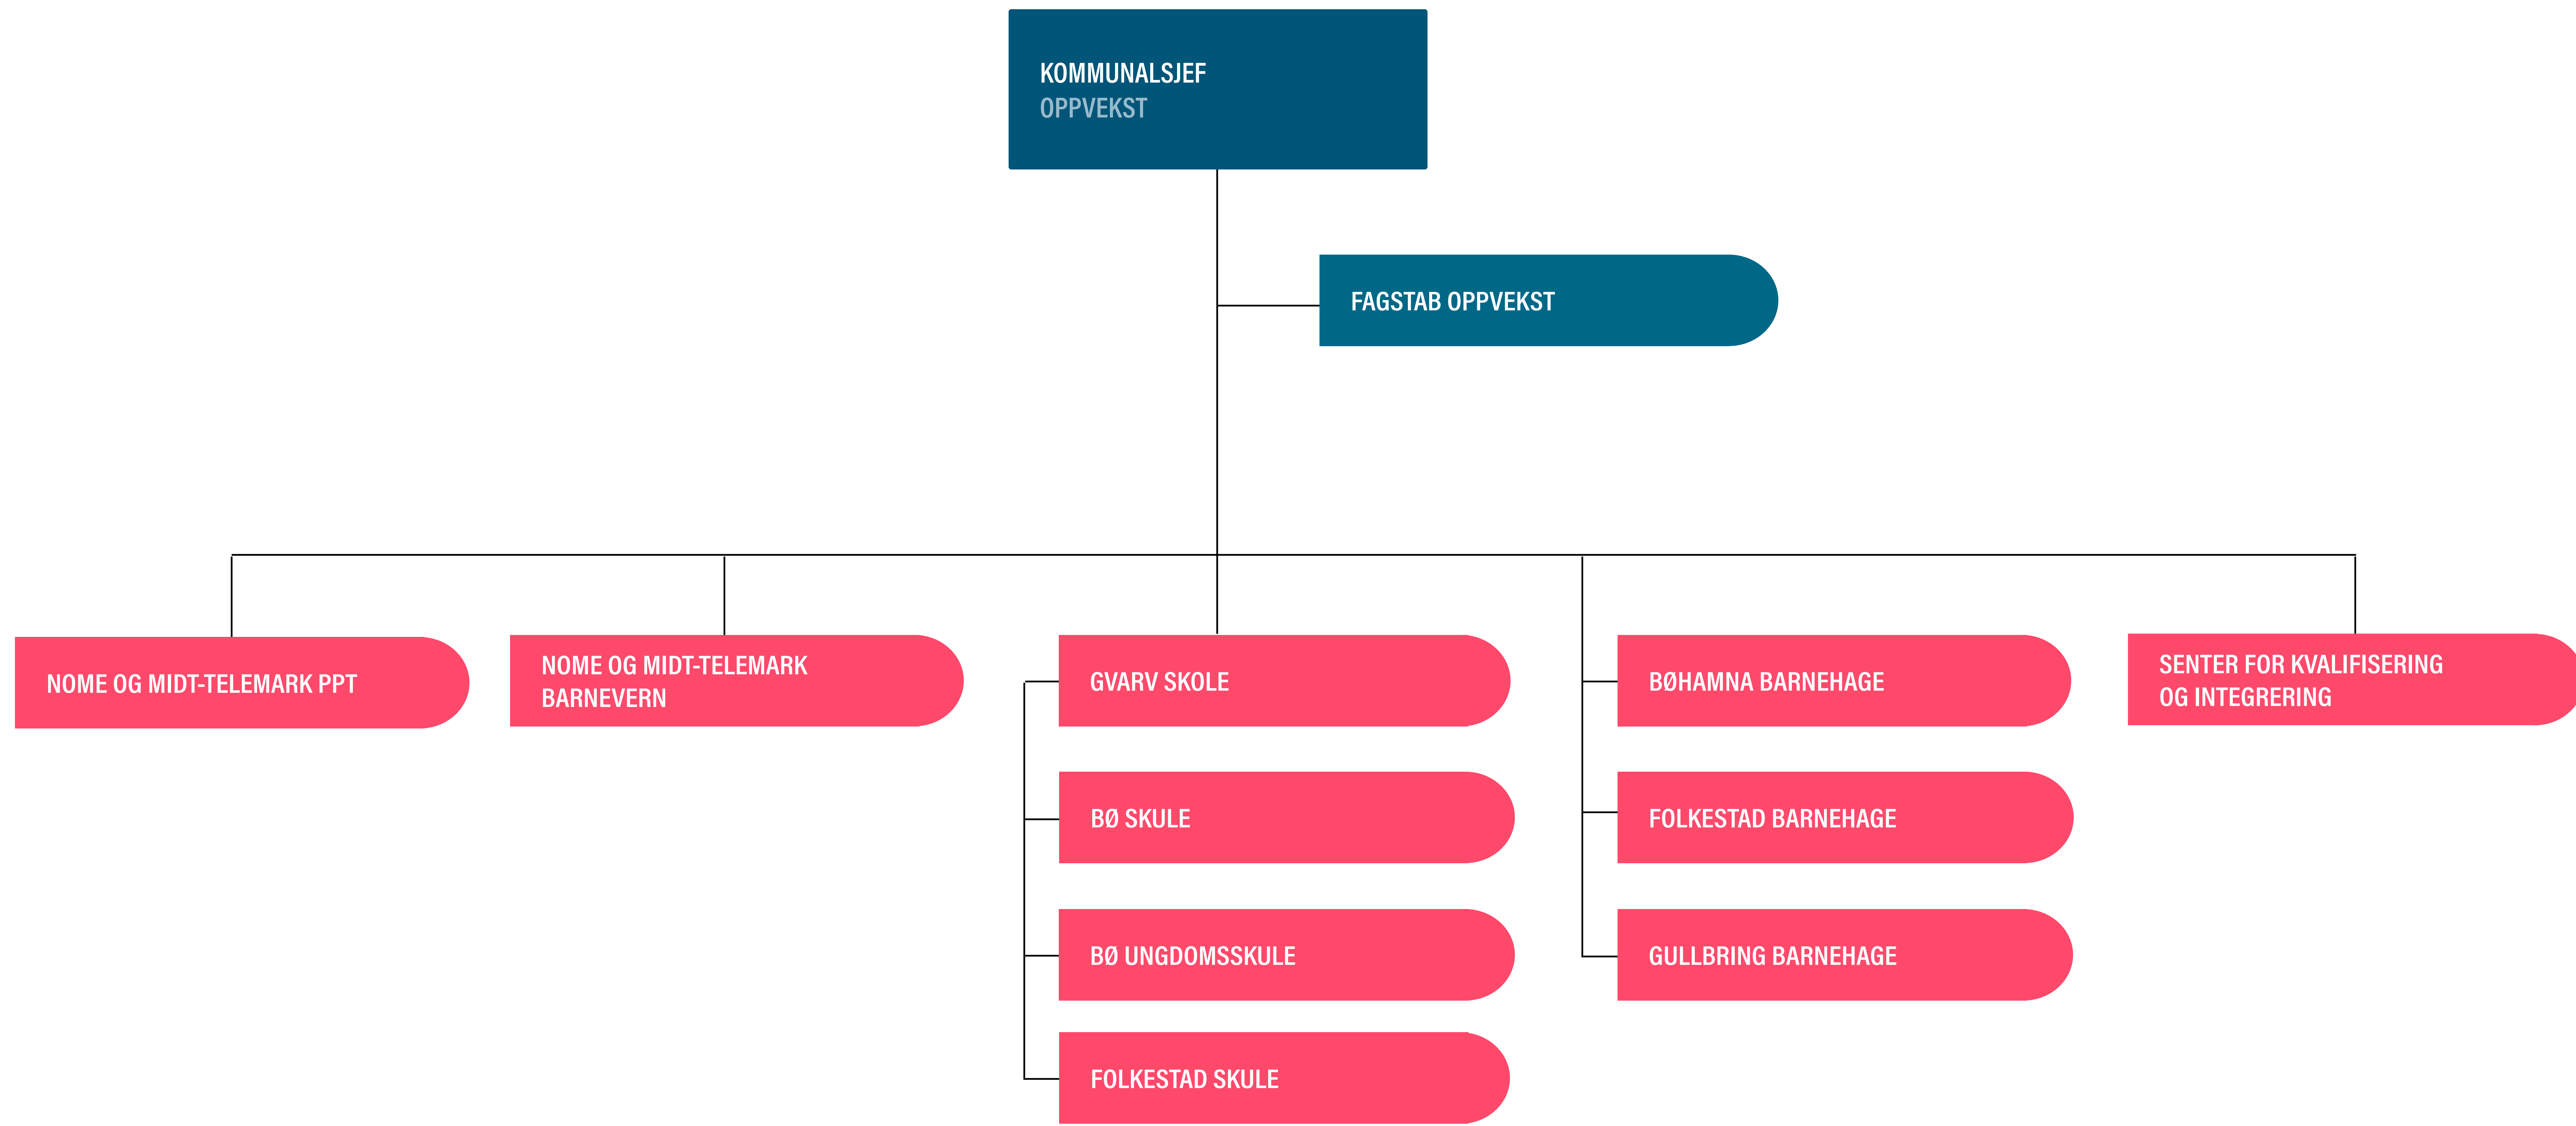 KOMMUNALSJEF
OPPVEKST
FAGSTAB OPPVEKST
NOME OG MIDT-TELEMARK PPT
NOME OG MIDT-TELEMARK
BARNEVERN
GVARV SKOLE
BØ SKULE
BØ UNGDOMSSKULE
FOLKESTAD SKULE
BØHAMNA BARNEHAGE
FOLKESTAD BARNEHAGE
GULLBRING BARNEHAGE
SENTER FOR KVALIFISERING
OG INTEGRERING